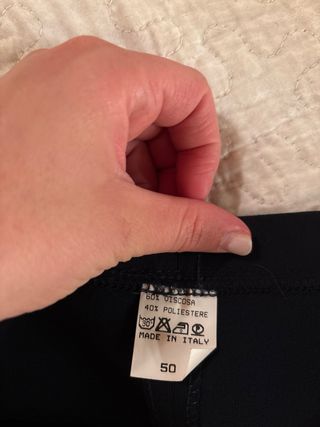 60% VISCOSA
40% POLIESTERE
MADE IN ITALY
50